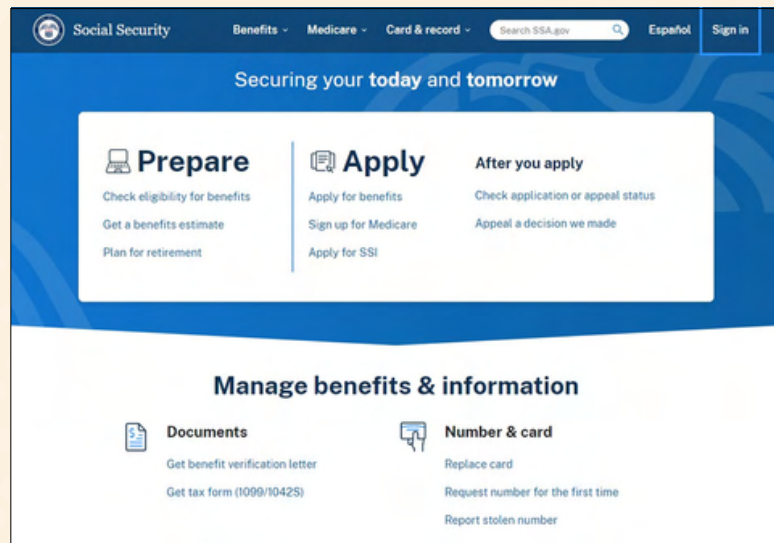 Social Security
Benefits
Medicare
Card & record
Search SSA.gov
Español
Sign in
Securing your today and tomorrow
Prepare
Check eligibility for benefits
Get a benefits estimate
Plan for retirement
Apply
Apply for benefits
Sign up for Medicare
Apply for SSI
After you apply
Check application or appeal status
Appeal a decision we made
Manage benefits & information
Documents
Get benefit verification letter
Get tax form (1099/1042S)
Number & card
Replace card
Request number for the first time
Report stolen number